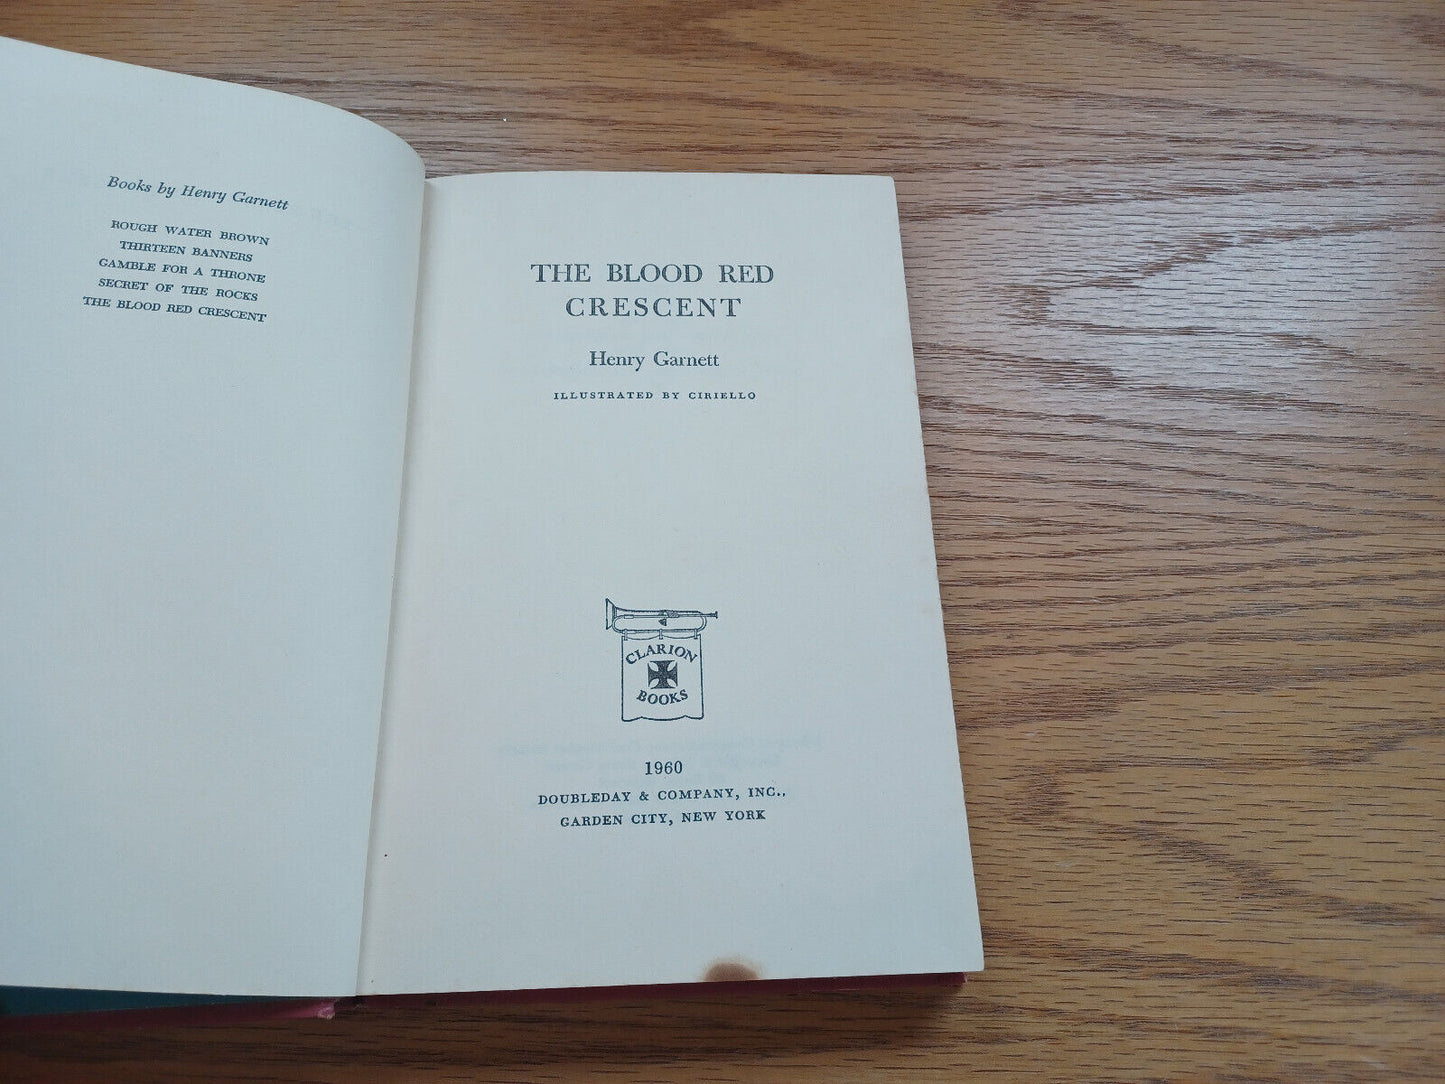 Books by Henry Garnett
ROUGH WATER BROWN
THIRTEEN BANNERS
GAMBLE FOR A THRONE
SECRET OF THE ROCKS
THE BLOOD RED CRESCENT
THE BLOOD RED
CRESCENT
Henry Garnett
ILLUSTRATED BY CIRIELLO
CLARION
BOOKS
1960
DOUBLEDAY & COMPANY, INC.,
GARDEN CITY, NEW YORK